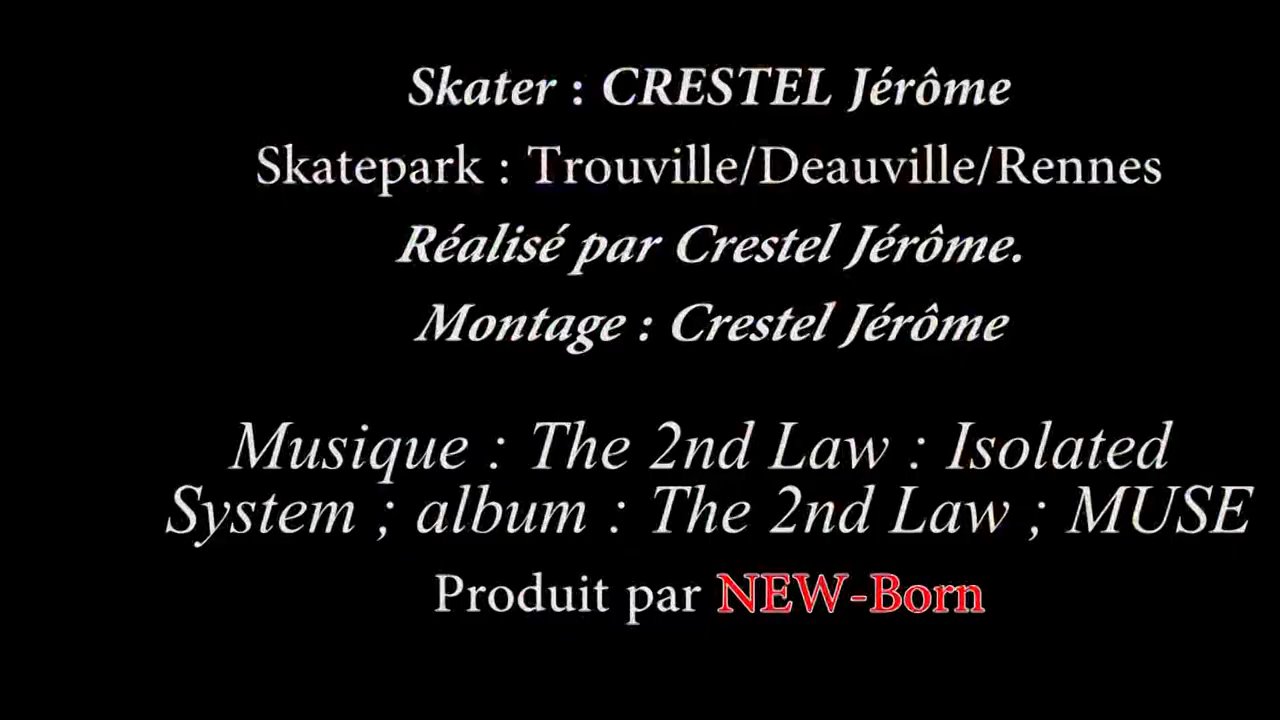 Skater : CRESTEL Jérôme
Skatepark : Trouville/Deauville/Rennes
Réalisé par Crestel Jérôme.
Montage : Crestel Jérôme
Musique : The 2nd Law : Isolated
System ; album : The 2nd Law ; MUSE
Produit par NEW-Born